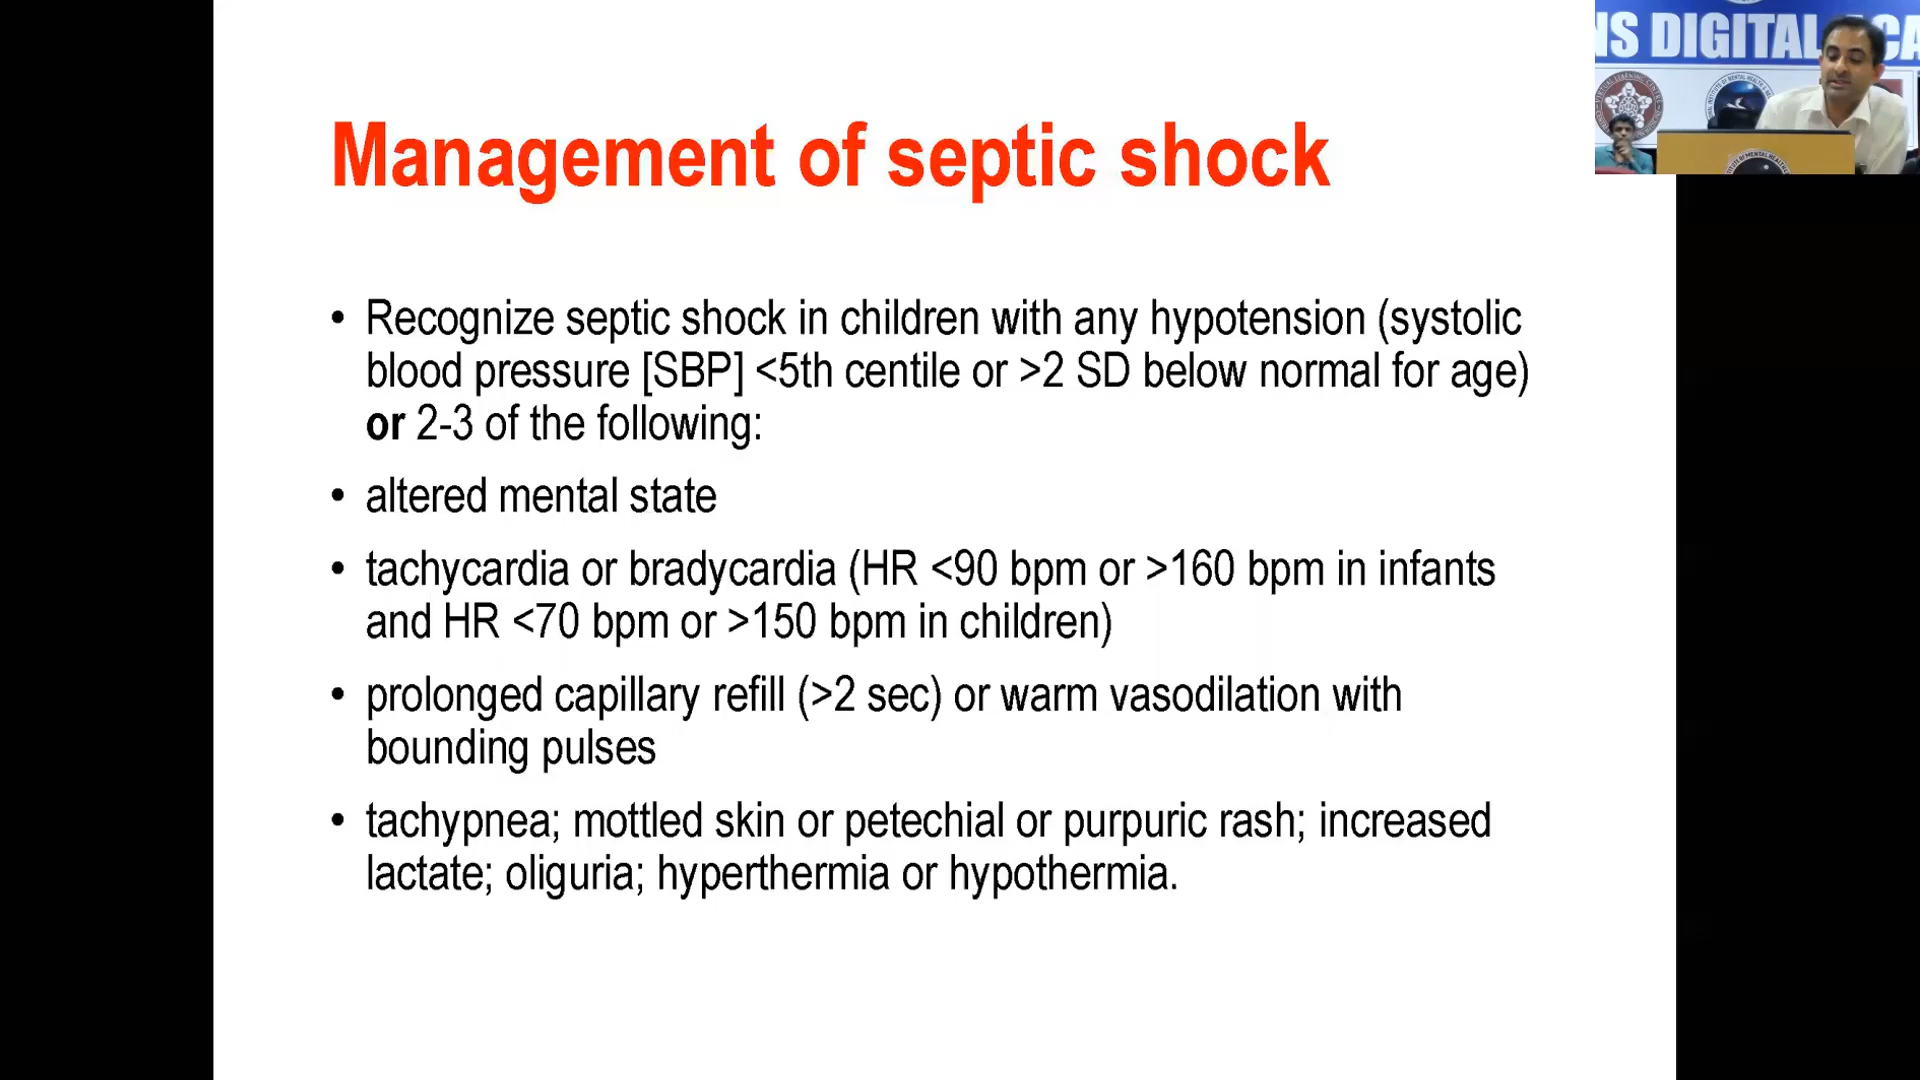 NS DIGITAL ACA
Management of septic shock
• Recognize septic shock in children with any hypotension (systolic
blood pressure [SBP] <5th centile or >2 SD below normal for age)
or 2-3 of the following:
• altered mental state
• tachycardia or bradycardia (HR <90 bpm or >160 bpm in infants
and HR <70 bpm or >150 bpm in children)
• prolonged capillary refill (>2 sec) or warm vasodilation with
bounding pulses
• tachypnea; mottled skin or petechial or purpuric rash; increased
lactate; oliguria; hyperthermia or hypothermia.